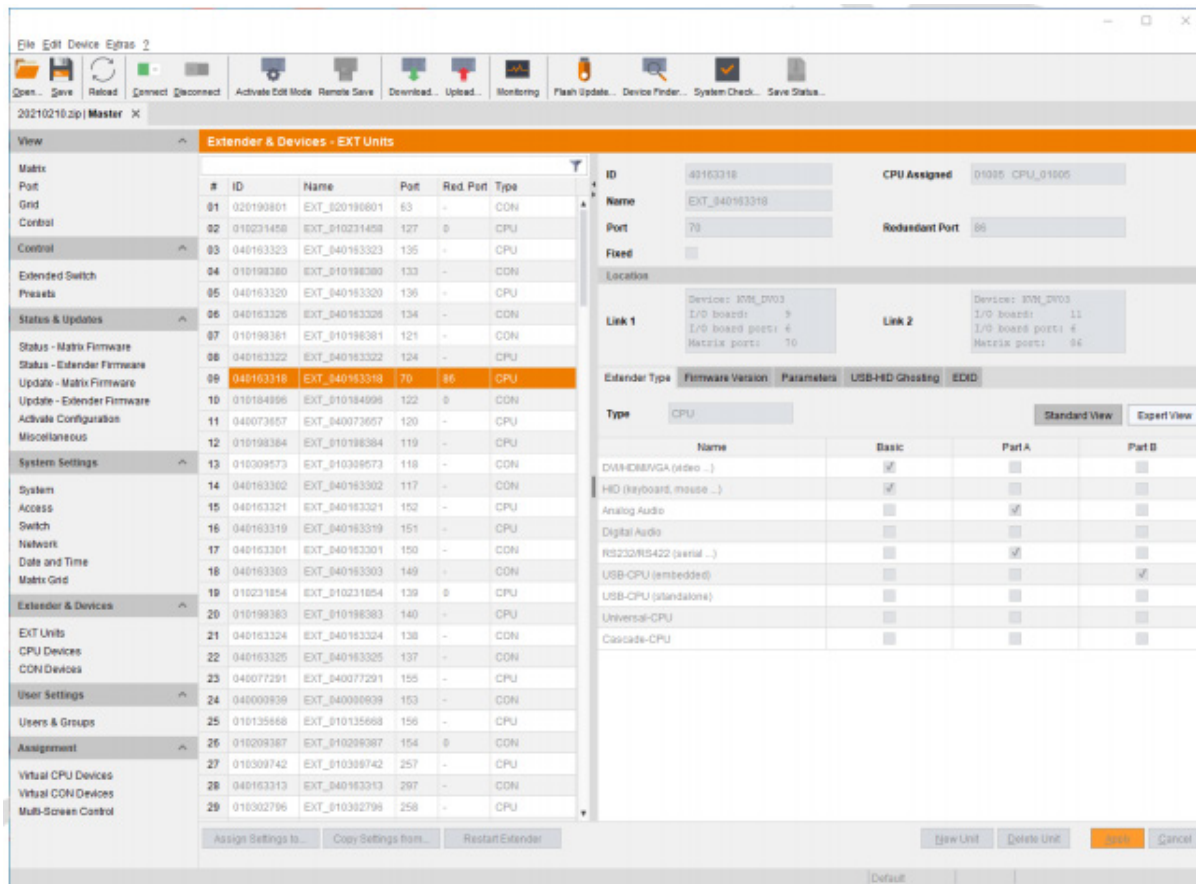 File Edit Device Extras ?
Open... Save Reload Connect Disconnect Activate Edit Mode Remote Save Download... Upload... Monitoring Flash Update... Device Finder... System Check... Save Status...
20210210.zip | Master X
View
Matrix
Port
Grid
Control
Control
Extended Switch
Presets
Status & Updates
Status - Matrix Firmware
Status - Extender Firmware
Update - Matrix Firmware
Update - Extender Firmware
Activate Configuration
Miscellaneous
System Settings
System
Access
Switch
Network
Date and Time
Matrix Grid
Extender & Devices
EXT Units
CPU Devices
CON Devices
User Settings
Users & Groups
Assignment
Virtual CPU Devices
Virtual CON Devices
Multi-Screen Control
Extender & Devices - EXT Units
# ID Name Port Red. Port Type
01 020190801 EXT_020190801 63 - CON
02 010231458 EXT_010231458 127 0 CPU
03 040163323 EXT_040163323 135 - CPU
04 010198380 EXT_010198380 133 - CON
05 040163320 EXT_040163320 136 - CPU
06 040163326 EXT_040163326 134 - CON
07 010198381 EXT_010198381 121 - CON
08 040163322 EXT_040163322 124 - CPU
09 040163318 EXT_040163318 70 86 CPU
10 010184996 EXT_010184996 122 0 CON
11 040073657 EXT_040073657 120 - CPU
12 010198384 EXT_010198384 119 - CPU
13 010309573 EXT_010309573 118 - CON
14 040163302 EXT_040163302 117 - CON
15 040163321 EXT_040163321 152 - CPU
16 040163319 EXT_040163319 151 - CPU
17 040163301 EXT_040163301 150 - CON
18 040163303 EXT_040163303 149 - CON
19 010231854 EXT_010231854 139 0 CPU
20 010198383 EXT_010198383 140 - CPU
21 040163324 EXT_040163324 138 - CON
22 040163325 EXT_040163325 137 - CON
23 040077291 EXT_040077291 155 - CPU
24 040000939 EXT_040000939 153 - CON
25 010135668 EXT_010135668 156 - CPU
26 010209387 EXT_010209387 154 0 CON
27 010309742 EXT_010309742 257 - CPU
28 040163313 EXT_040163313 297 - CON
29 010302796 EXT_010302796 258 - CPU
Assign Settings to... Copy Settings from... Restart Extender
ID 40163318 CPU Assigned 01005 CPU_01005
Name EXT_040163318
Port 70 Redundant Port 86
Fixed
Location
Link 1
Device: KVM_DV03
I/O board: 9
I/O board port: 6
Matrix port: 70
Link 2
Device: KVM_DV03
I/O board: 11
I/O board port: 6
Matrix port: 86
Extender Type Firmware Version Parameters USB-HID Ghosting EDID
Type CPU Standard View Expert View
Name Basic Part A Part B
DVI/HDMI/VGA (video ...)
HID (keyboard, mouse ...)
Analog Audio
Digital Audio
RS232/RS422 (serial ...)
USB-CPU (embedded)
USB-CPU (standalone)
Universal-CPU
Cascade-CPU
New Unit Delete Unit Apply Cancel
Default